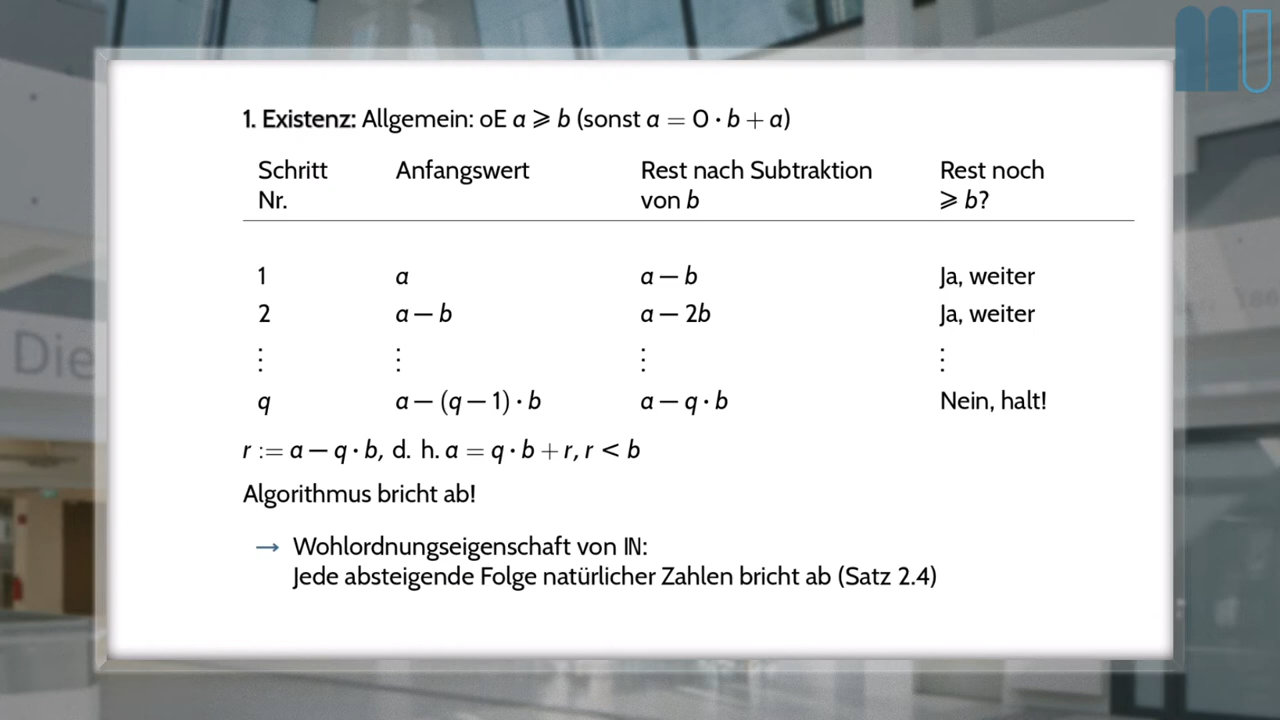 1. Existenz: Allgemein: oE a ⩾ b (sonst a = 0 · b + a)
Schritt Nr. Anfangswert Rest nach Subtraktion von b Rest noch ⩾ b?
1 a a − b Ja, weiter
2 a − b a − 2b Ja, weiter
⋮ ⋮ ⋮ ⋮
q a − (q − 1) · b a − q · b Nein, halt!
r := a − q · b, d. h. a = q · b + r, r < b
Algorithmus bricht ab!
→ Wohlordnungseigenschaft von ℕ:
Jede absteigende Folge natürlicher Zahlen bricht ab (Satz 2.4)
Die